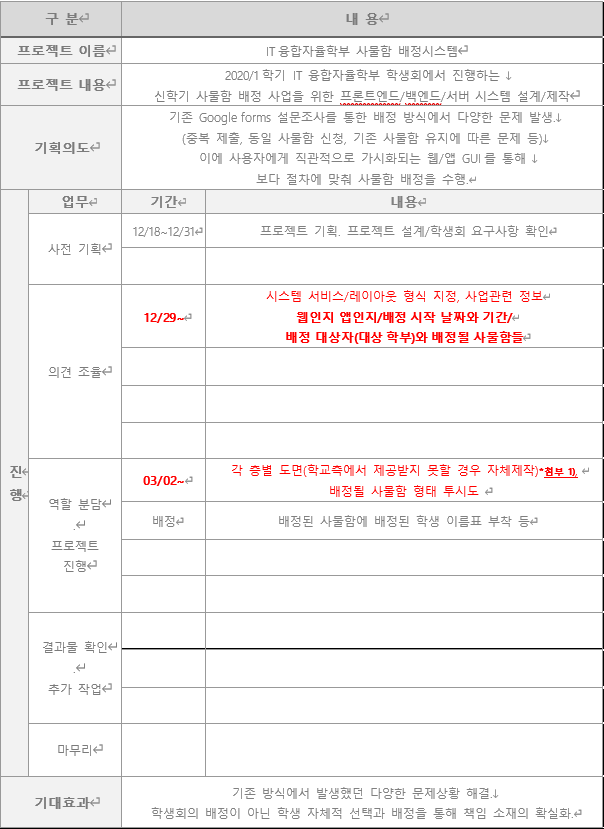 구 분
내 용
프로젝트 이름
IT융합자율학부 사물함 배정시스템
프로젝트 내용
2020/1학기 IT 융합자율학부 학생회에서 진행하는
신학기 사물함 배정 사업을 위한 프론트엔드/백엔드/서버 시스템 설계/제작
기획의도
기존 Google forms 설문조사를 통한 배정 방식에서 다양한 문제 발생.
(중복 제출, 동일 사물함 신청, 기존 사물함 유지에 따른 문제 등)
이에 사용자에게 직관적으로 가시화되는 웹/앱 GUI를 통해
보다 절차에 맞춰 사물함 배정을 수행.
진
행
업무
기간
내용
사전 기획
12/18~12/31
프로젝트 기획. 프로젝트 설계/학생회 요구사항 확인
의견 조율
12/29~
시스템 서비스/레이아웃 형식 지정, 사업관련 정보
웹인지 앱인지/배정 시작 날짜와 기간/
배정 대상자(대상 학부)와 배정될 사물함들
역할 분담
.
프로젝트
진행
03/02~
각 층별 도면(학교측에서 제공받지 못할 경우 자체제작)*첨부 1).
배정될 사물함 형태 투시도
배정
배정된 사물함에 배정된 학생 이름표 부착 등
결과물 확인
.
추가 작업
마무리
기대효과
기존 방식에서 발생했던 다양한 문제상황 해결.
학생회의 배정이 아닌 학생 자체적 선택과 배정을 통해 책임 소재의 확실화.